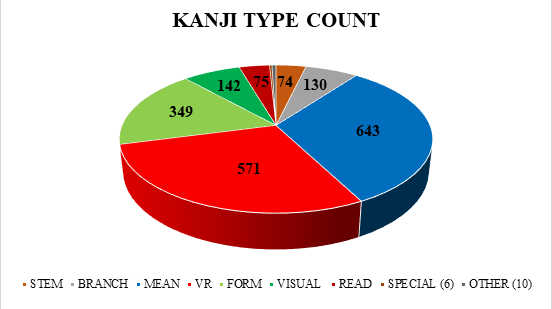 KANJI TYPE COUNT
75 74
142 130
349
643
571
STEM BRANCH MEAN VR FORM VISUAL READ SPECIAL (6) OTHER (10)